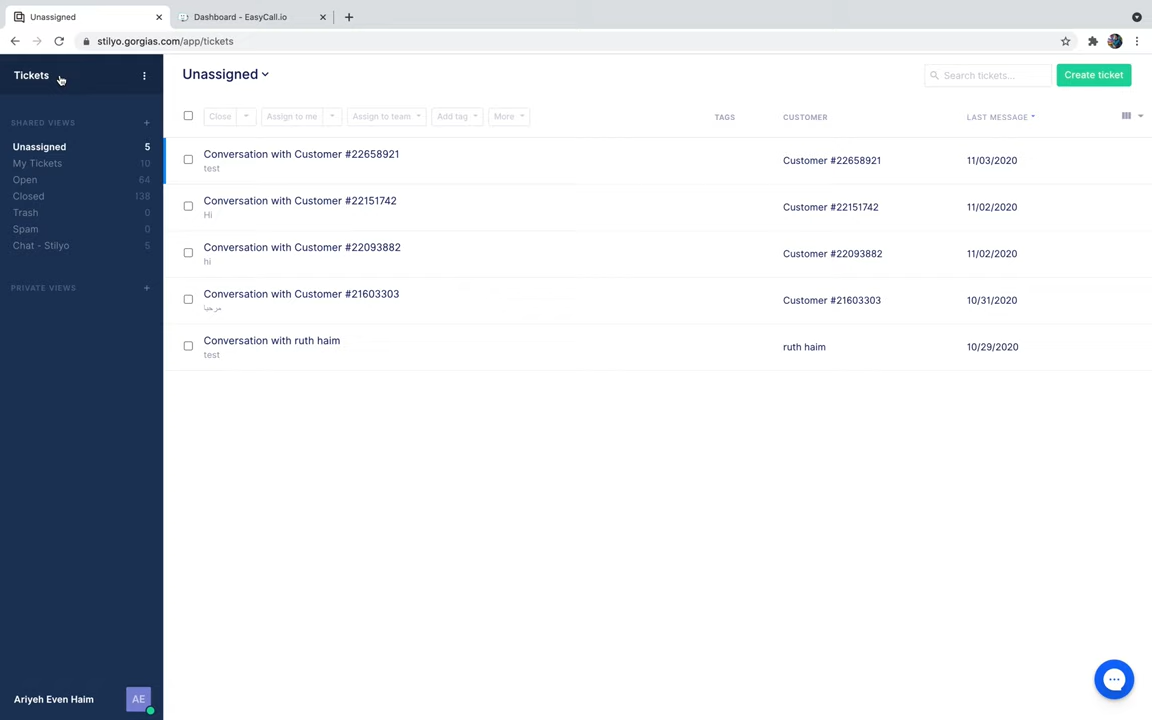 Unassigned
Dashboard - EasyCall.io
stilyo.gorgias.com/app/tickets
Tickets
Unassigned
Search tickets...
Create ticket
SHARED VIEWS
Close
Assign to me
Assign to team
Add tag
More
TAGS
CUSTOMER
LAST MESSAGE
Unassigned 5
My Tickets 10
Open 64
Closed 138
Trash 0
Spam 0
Chat - Stilyo 5
PRIVATE VIEWS
Conversation with Customer #22658921
test
Customer #22658921
11/03/2020
Conversation with Customer #22151742
Hi
Customer #22151742
11/02/2020
Conversation with Customer #22093882
hi
Customer #22093882
11/02/2020
Conversation with Customer #21603303
مرحبا
Customer #21603303
10/31/2020
Conversation with ruth haim
test
ruth haim
10/29/2020
Ariyeh Even Haim
AE